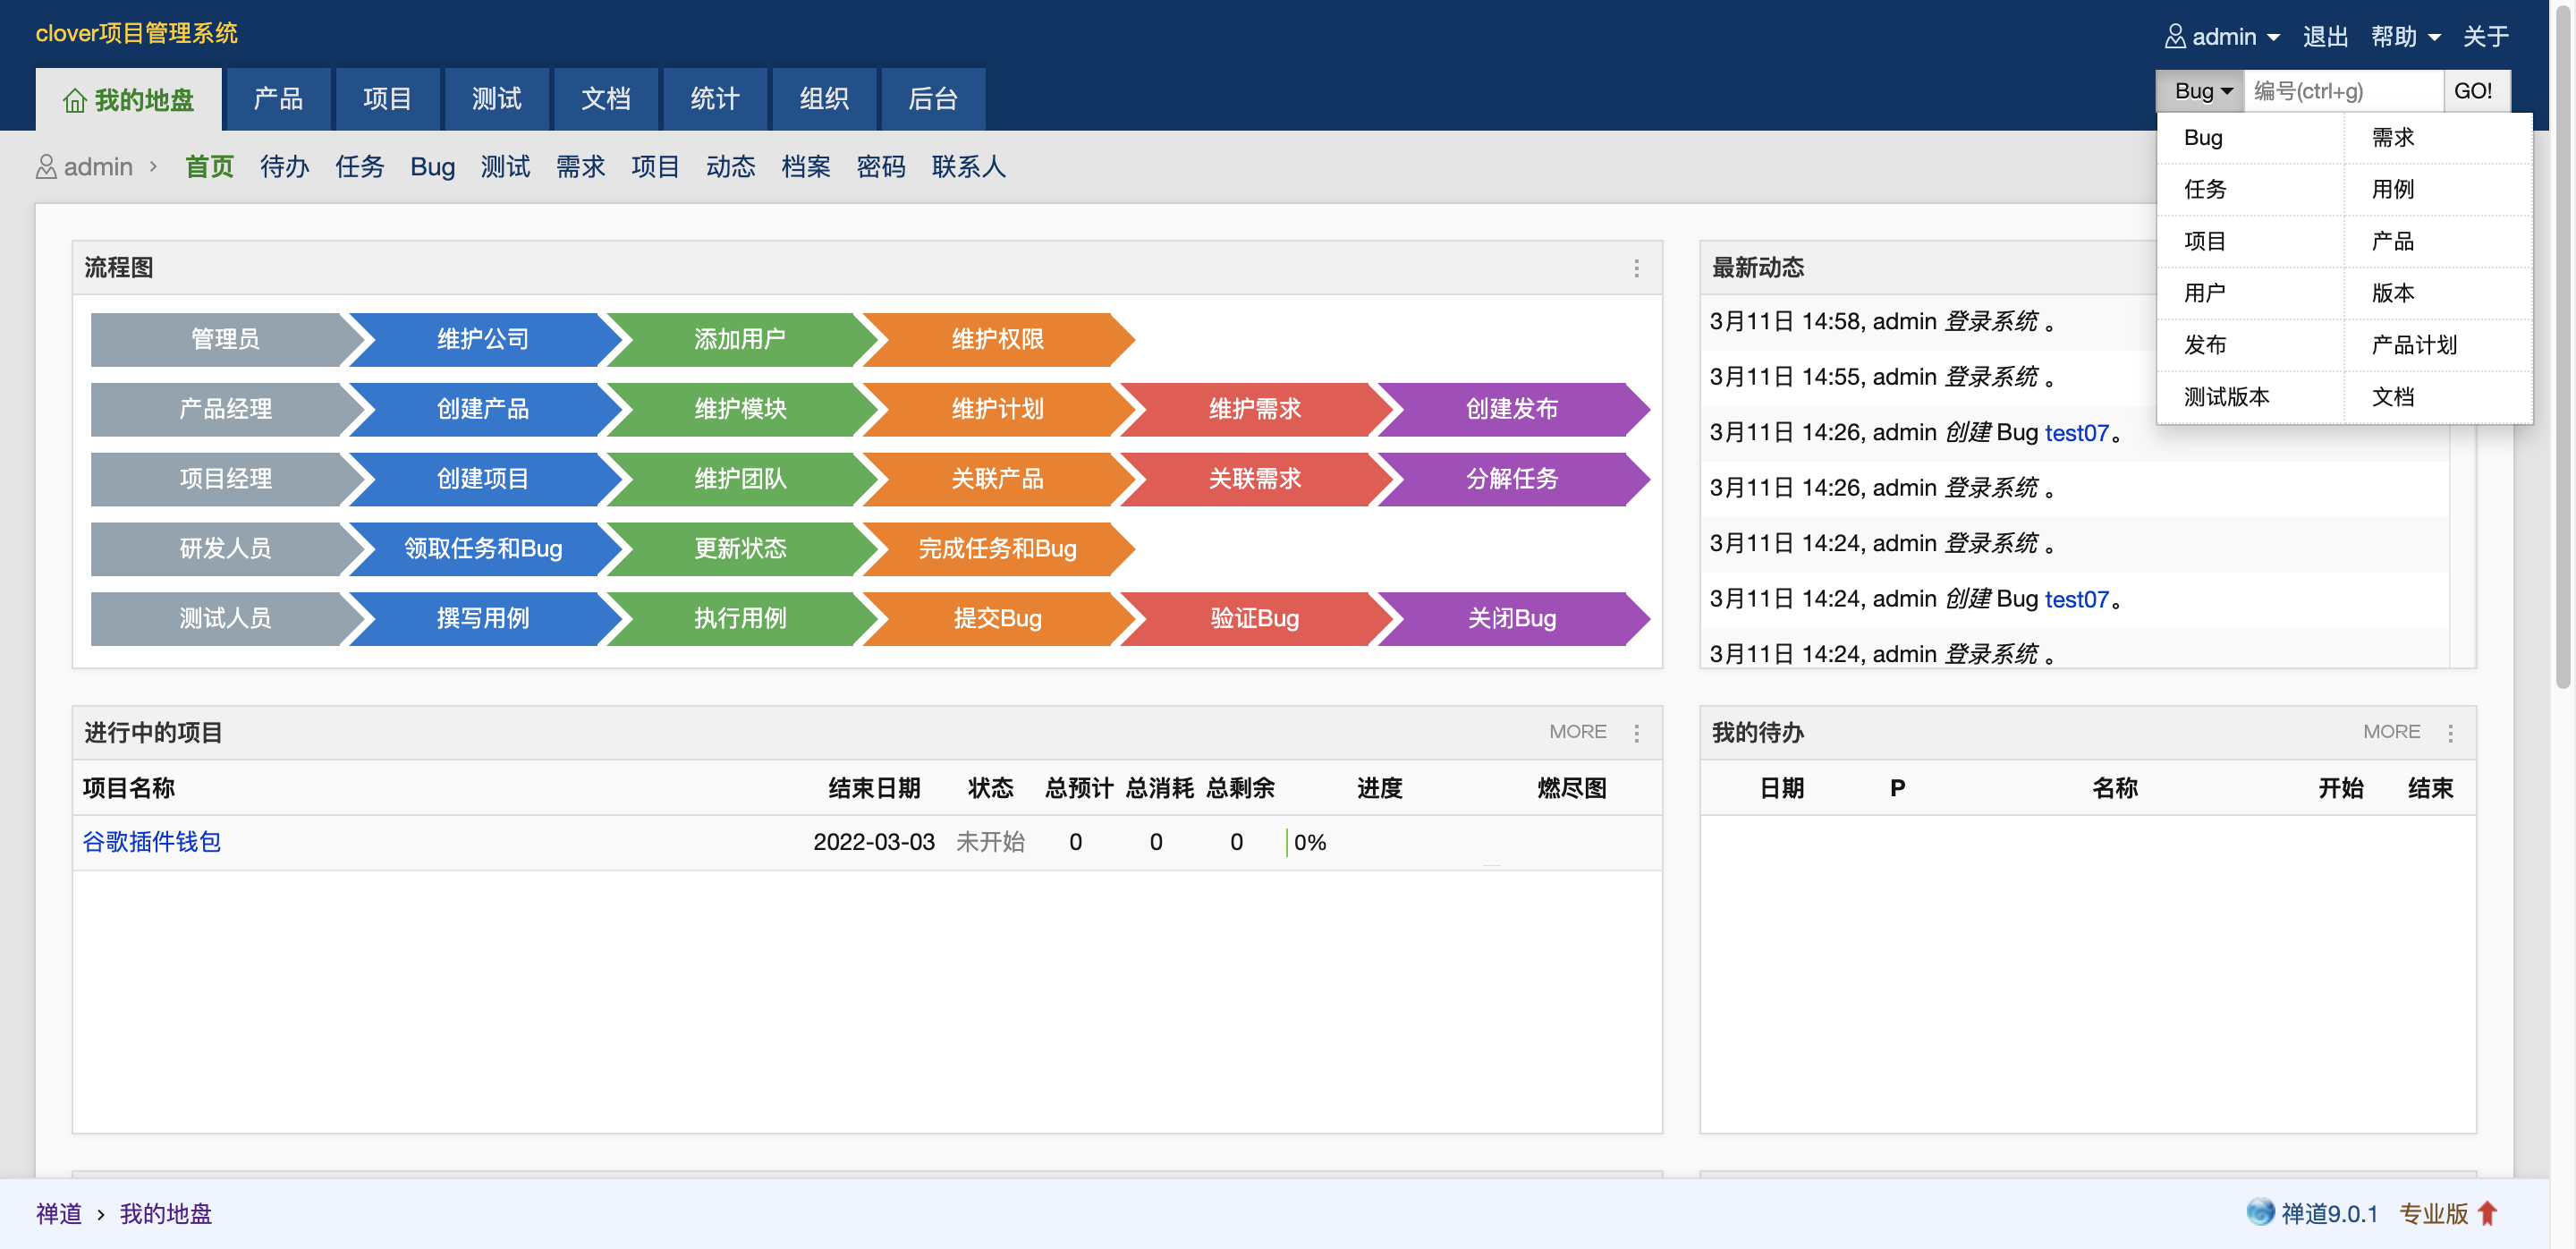 clover项目管理系统
admin 退出 帮助 关于
我的地盘 产品 项目 测试 文档 统计 组织 后台
Bug 编号(ctrl+g) GO!
Bug 需求
任务 用例
项目 产品
用户 版本
发布 产品计划
测试版本 文档
admin › 首页 待办 任务 Bug 测试 需求 项目 动态 档案 密码 联系人
流程图
管理员 维护公司 添加用户 维护权限
产品经理 创建产品 维护模块 维护计划 维护需求 创建发布
项目经理 创建项目 维护团队 关联产品 关联需求 分解任务
研发人员 领取任务和Bug 更新状态 完成任务和Bug
测试人员 撰写用例 执行用例 提交Bug 验证Bug 关闭Bug
最新动态
3月11日 14:58, admin 登录系统 。
3月11日 14:55, admin 登录系统 。
3月11日 14:26, admin 创建 Bug test07。
3月11日 14:26, admin 登录系统 。
3月11日 14:24, admin 登录系统 。
3月11日 14:24, admin 创建 Bug test07。
3月11日 14:24, admin 登录系统 。
进行中的项目 MORE
项目名称 结束日期 状态 总预计 总消耗 总剩余 进度 燃尽图
谷歌插件钱包 2022-03-03 未开始 0 0 0 0%
我的待办 MORE
日期 P 名称 开始 结束
禅道 › 我的地盘
禅道9.0.1 专业版